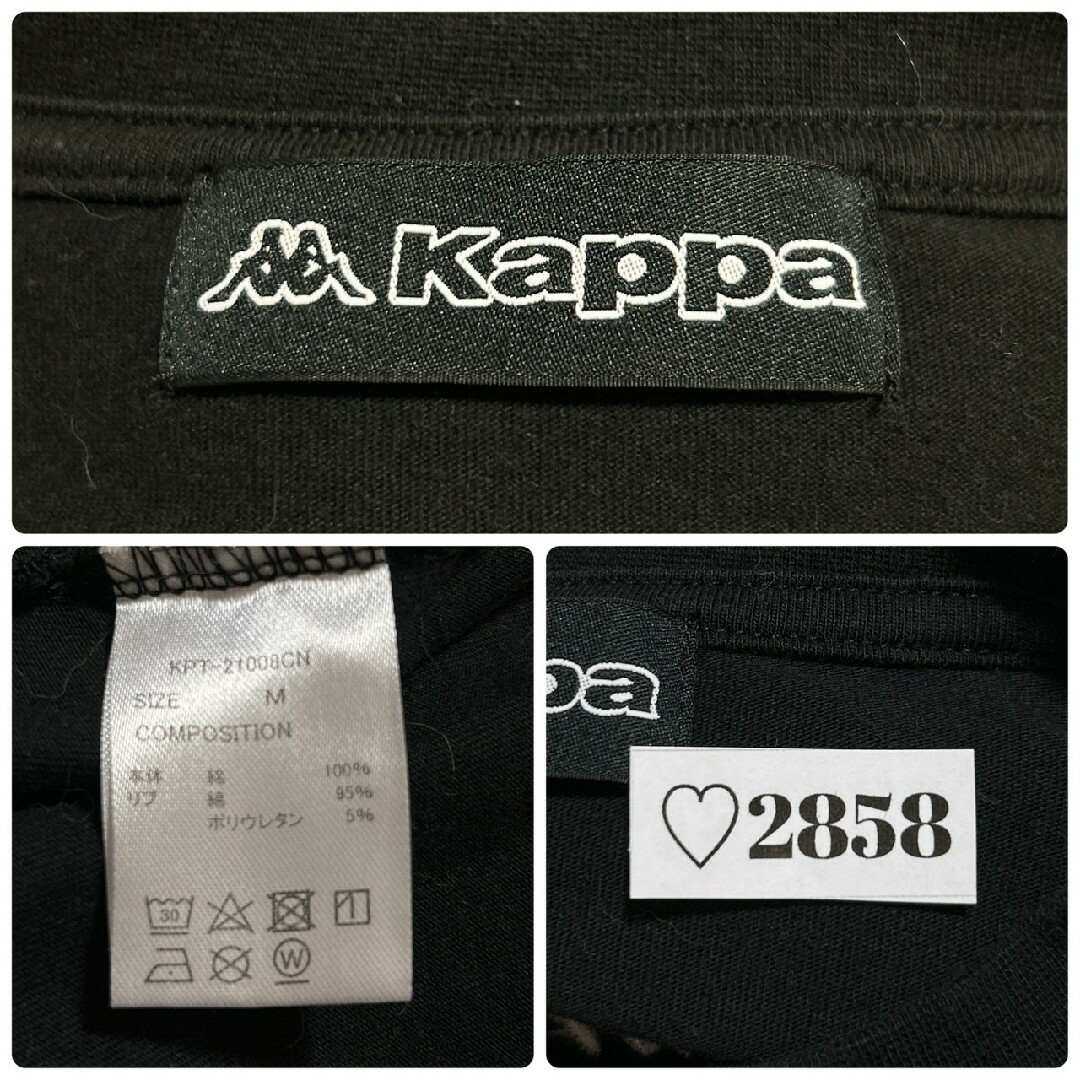 Kappa
KPT-21008CN
SIZE M
COMPOSITION
本体 綿 100%
リブ 綿 95%
ポリウレタン 5%
30
W
pa
♡2858